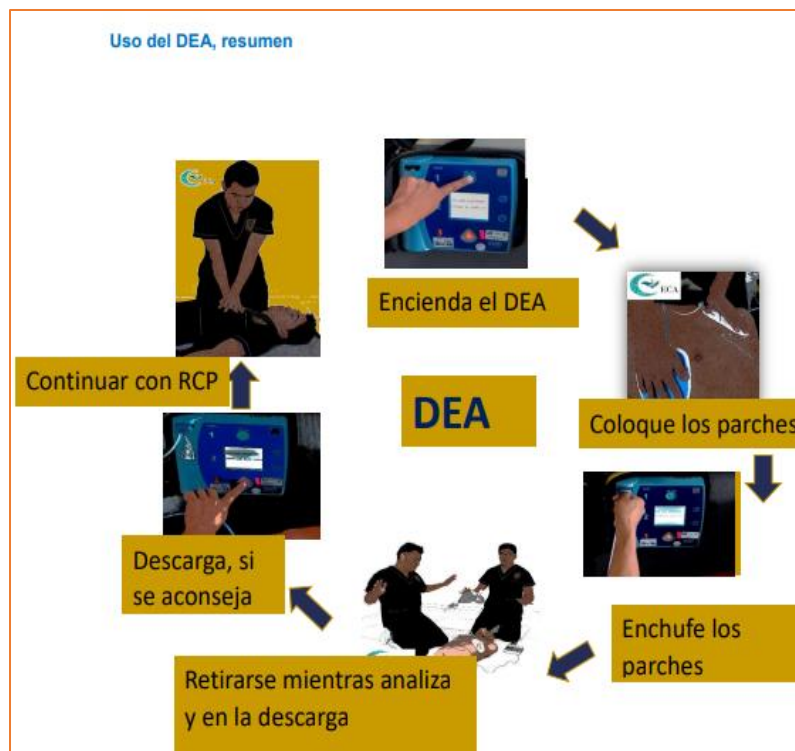 Uso del DEA, resumen
Encienda el DEA
ECA
Coloque los parches
Enchufe los
parches
Retirarse mientras analiza
y en la descarga
Descarga, si
se aconseja
Continuar con RCP
DEA